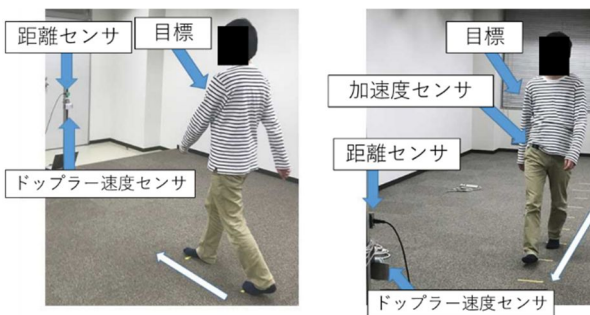 距離センサ
目標
ドップラー速度センサ
目標
加速度センサ
距離センサ
ドップラー速度センサ